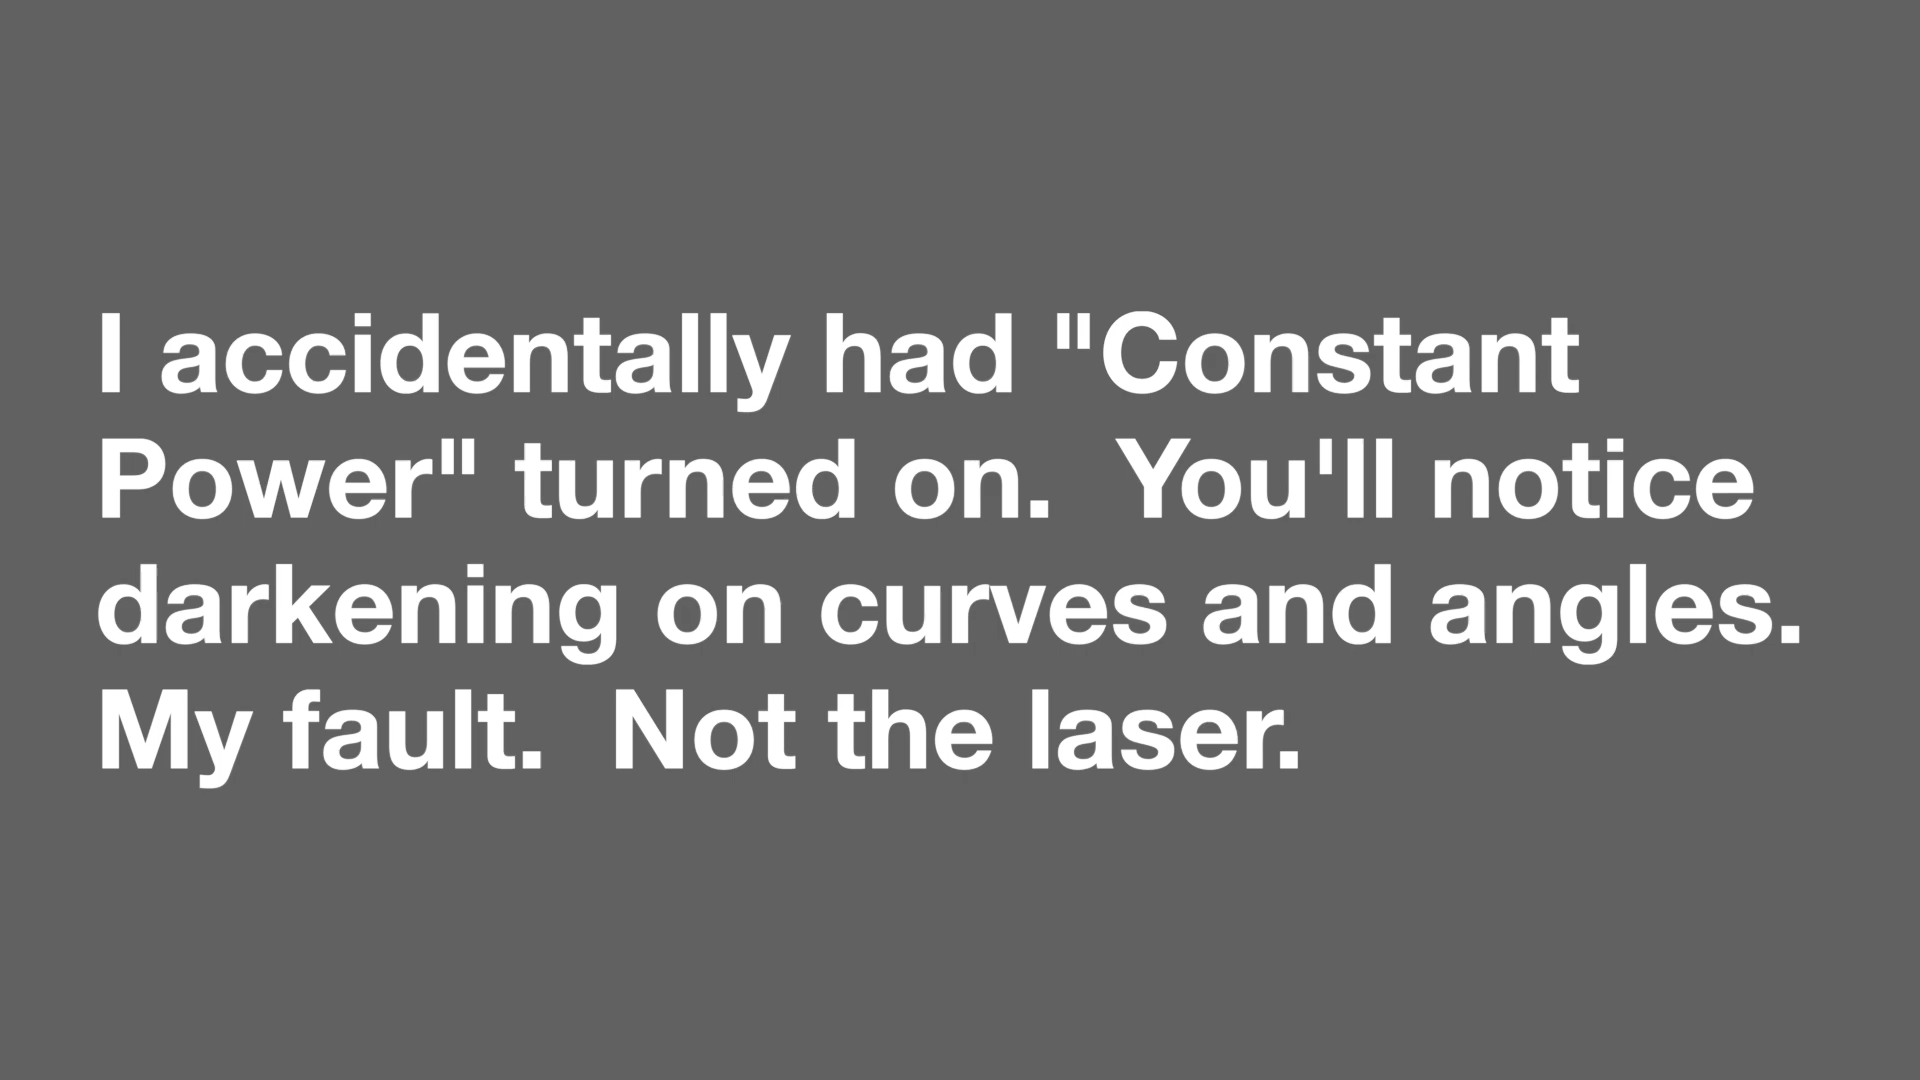 I accidentally had "Constant
Power" turned on.  You'll notice
darkening on curves and angles.
My fault.  Not the laser.